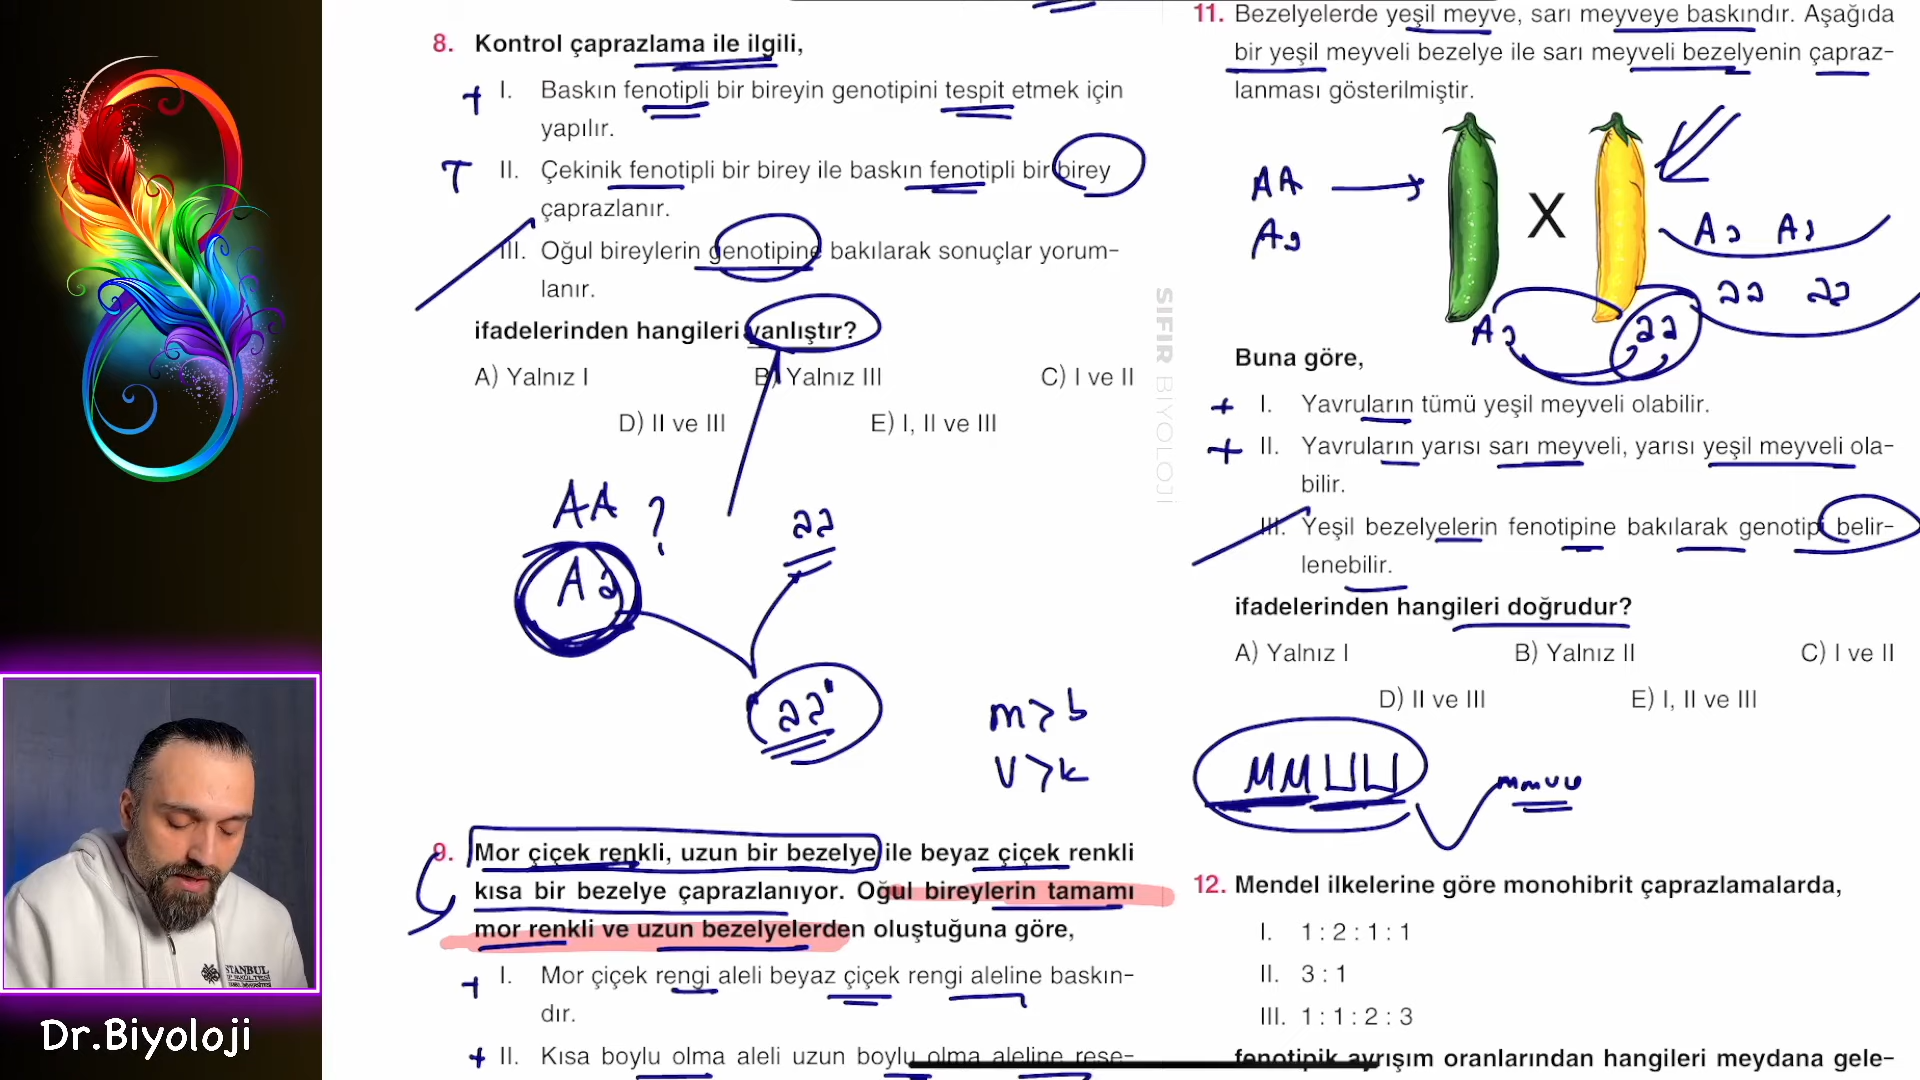 8. Kontrol çaprazlama ile ilgili,
+ I. Baskın fenotipli bir bireyin genotipini tespit etmek için
yapılır.
II. Çekinik fenotipli bir birey ile baskın fenotipli bir birey
çaprazlanır.
III. Oğul bireylerin genotipine bakılarak sonuçlar yorum-
lanır.
ifadelerinden hangileri yanlıştır?
A) Yalnız I B) Yalnız III C) I ve II
D) II ve III E) I, II ve III
AA ?
Aa
aa
aa
m > b
U > k
9. Mor çiçek renkli, uzun bir bezelye ile beyaz çiçek renkli
kısa bir bezelye çaprazlanıyor. Oğul bireylerin tamamı
mor renkli ve uzun bezelyelerden oluştuğuna göre,
+ I. Mor çiçek rengi aleli beyaz çiçek rengi aleline baskın-
dır.
+ II. Kısa boylu olma aleli uzun boylu olma aleline rese-
SIFIR BİYOLOJİ
11. Bezelyelerde yeşil meyve, sarı meyveye baskındır. Aşağıda
bir yeşil meyveli bezelye ile sarı meyveli bezelyenin çapraz-
lanması gösterilmiştir.
AA
Aa
X
Aa Aa
aa aa
Aa aa
Buna göre,
+ I. Yavruların tümü yeşil meyveli olabilir.
+ II. Yavruların yarısı sarı meyveli, yarısı yeşil meyveli ola-
bilir.
III. Yeşil bezelyelerin fenotipine bakılarak genotipi belir-
lenebilir.
ifadelerinden hangileri doğrudur?
A) Yalnız I B) Yalnız II C) I ve II
D) II ve III E) I, II ve III
MMUU
mmuu
12. Mendel ilkelerine göre monohibrit çaprazlamalarda,
I. 1 : 2 : 1 : 1
II. 3 : 1
III. 1 : 1 : 2 : 3
fenotipik ayrışım oranlarından hangileri meydana gele-
İSTANBUL
Dr.Biyoloji